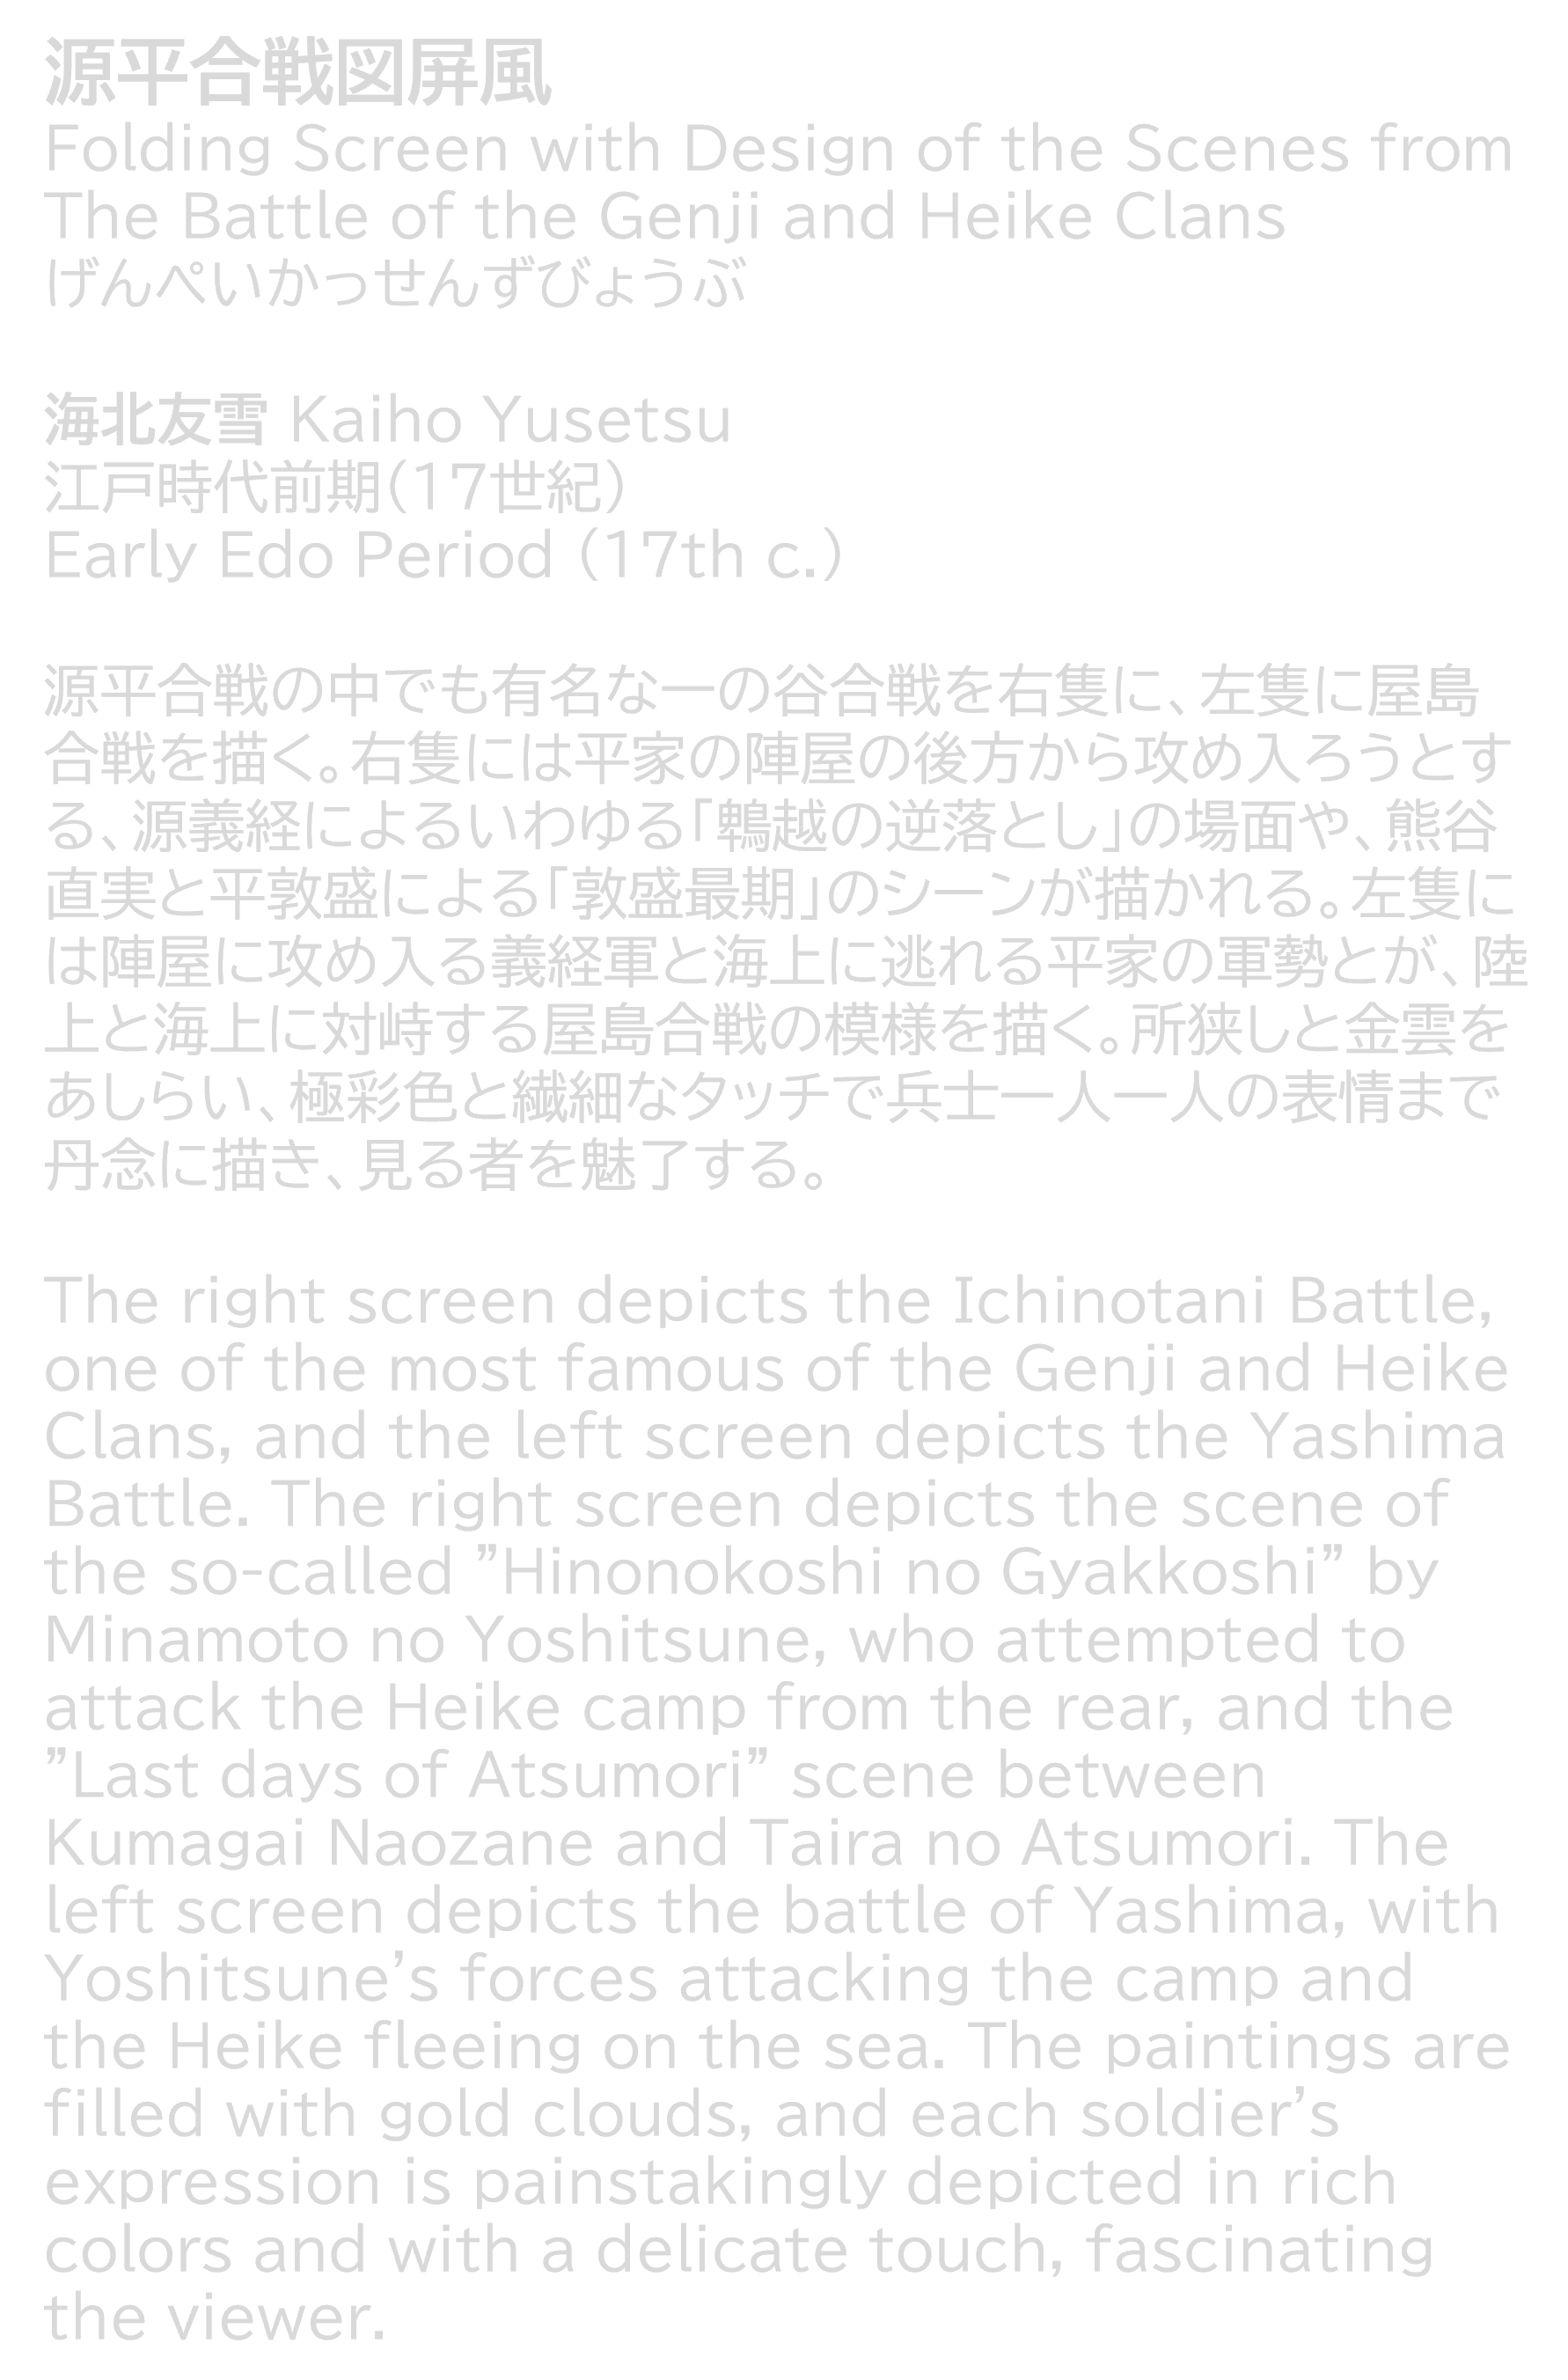 源平合戦図屏風
Folding Screen with Design of the Scenes from
The Battle of the Genji and Heike Clans
げんぺいかっせんずびょうぶ
海北友雪 Kaiho Yusetsu
江戸時代前期(17世紀)
Early Edo Period (17th c.)
源平合戦の中でも有名な一の谷合戦を右隻に、左隻に屋島
合戦を描く。右隻には平家の陣屋の後方から攻め入ろうとす
る、源義経によるいわゆる「鵯越の逆落とし」の場面や、熊谷
直実と平敦盛による「敦盛最期」のシーンが描かれる。左隻に
は陣屋に攻め入る義経軍と海上に逃れる平家の軍勢とが、陸
上と海上に対峙する屋島合戦の模様を描く。所狭しと金雲を
あしらい、極彩色と繊細なタッチで兵士一人一人の表情まで
丹念に描き、見る者を魅了する。
The right screen depicts the Ichinotani Battle,
one of the most famous of the Genji and Heike
Clans, and the left screen depicts the Yashima
Battle. The right screen depicts the scene of
the so-called ”Hinonokoshi no Gyakkoshi” by
Minamoto no Yoshitsune, who attempted to
attack the Heike camp from the rear, and the
”Last days of Atsumori” scene between
Kumagai Naozane and Taira no Atsumori. The
left screen depicts the battle of Yashima, with
Yoshitsune’s forces attacking the camp and
the Heike fleeing on the sea. The paintings are
filled with gold clouds, and each soldier’s
expression is painstakingly depicted in rich
colors and with a delicate touch, fascinating
the viewer.